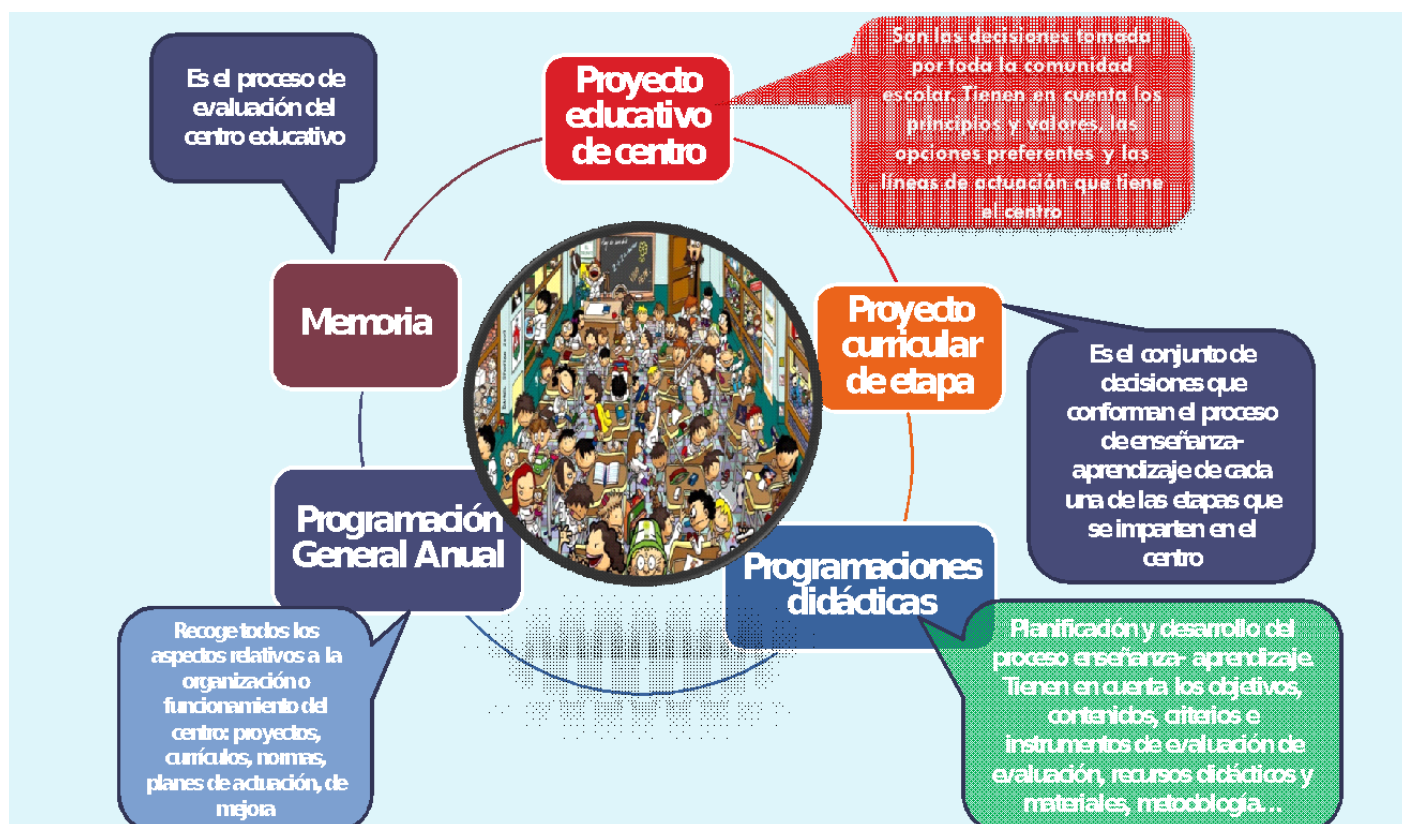 Es el proceso de
evaluación del
centro educativo
Proyecto
educativo
de centro
Son las decisiones tomada
por toda la comunidad
escolar. Tienen en cuenta los
principios y valores, las
opciones preferentes y las
líneas de actuación que tiene
el centro
Memoria
Proyecto
curricular
de etapa
Es el conjunto de
decisiones que
conforman el proceso
de enseñanza-
aprendizaje de cada
una de las etapas que
se imparten en el
centro
Programación
General Anual
Programaciones
didácticas
Recoge todos los
aspectos relativos a la
organización o
funcionamiento del
centro: proyectos,
currículos, normas,
planes de actuación, de
mejora
Planificación y desarrollo del
proceso enseñanza- aprendizaje.
Tienen en cuenta los objetivos,
contenidos, criterios e
instrumentos de evaluación de
evaluación, recursos didácticos y
materiales, metodología…